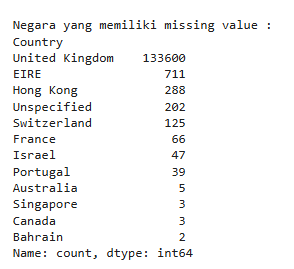 Negara yang memiliki missing value :
Country
United Kingdom    133600
EIRE                 711
Hong Kong            288
Unspecified          202
Switzerland          125
France                66
Israel                47
Portugal              39
Australia              5
Singapore              3
Canada                 3
Bahrain                2
Name: count, dtype: int64